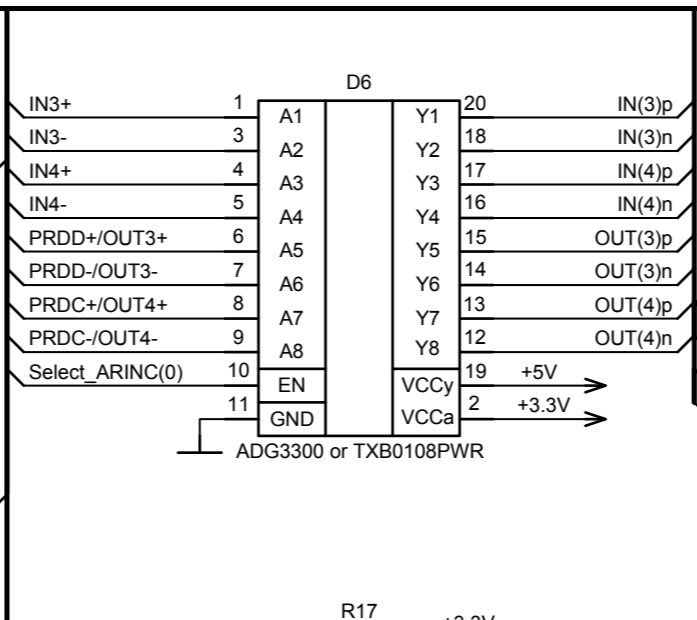 D6
IN3+ 1 A1 Y1 20 IN(3)p
IN3- 3 A2 Y2 18 IN(3)n
IN4+ 4 A3 Y3 17 IN(4)p
IN4- 5 A4 Y4 16 IN(4)n
PRDD+/OUT3+ 6 A5 Y5 15 OUT(3)p
PRDD-/OUT3- 7 A6 Y6 14 OUT(3)n
PRDC+/OUT4+ 8 A7 Y7 13 OUT(4)p
PRDC-/OUT4- 9 A8 Y8 12 OUT(4)n
Select_ARINC(0) 10 EN VCCy 19 +5V
11 GND VCCa 2 +3.3V
ADG3300 or TXB0108PWR
R17
+3.3V